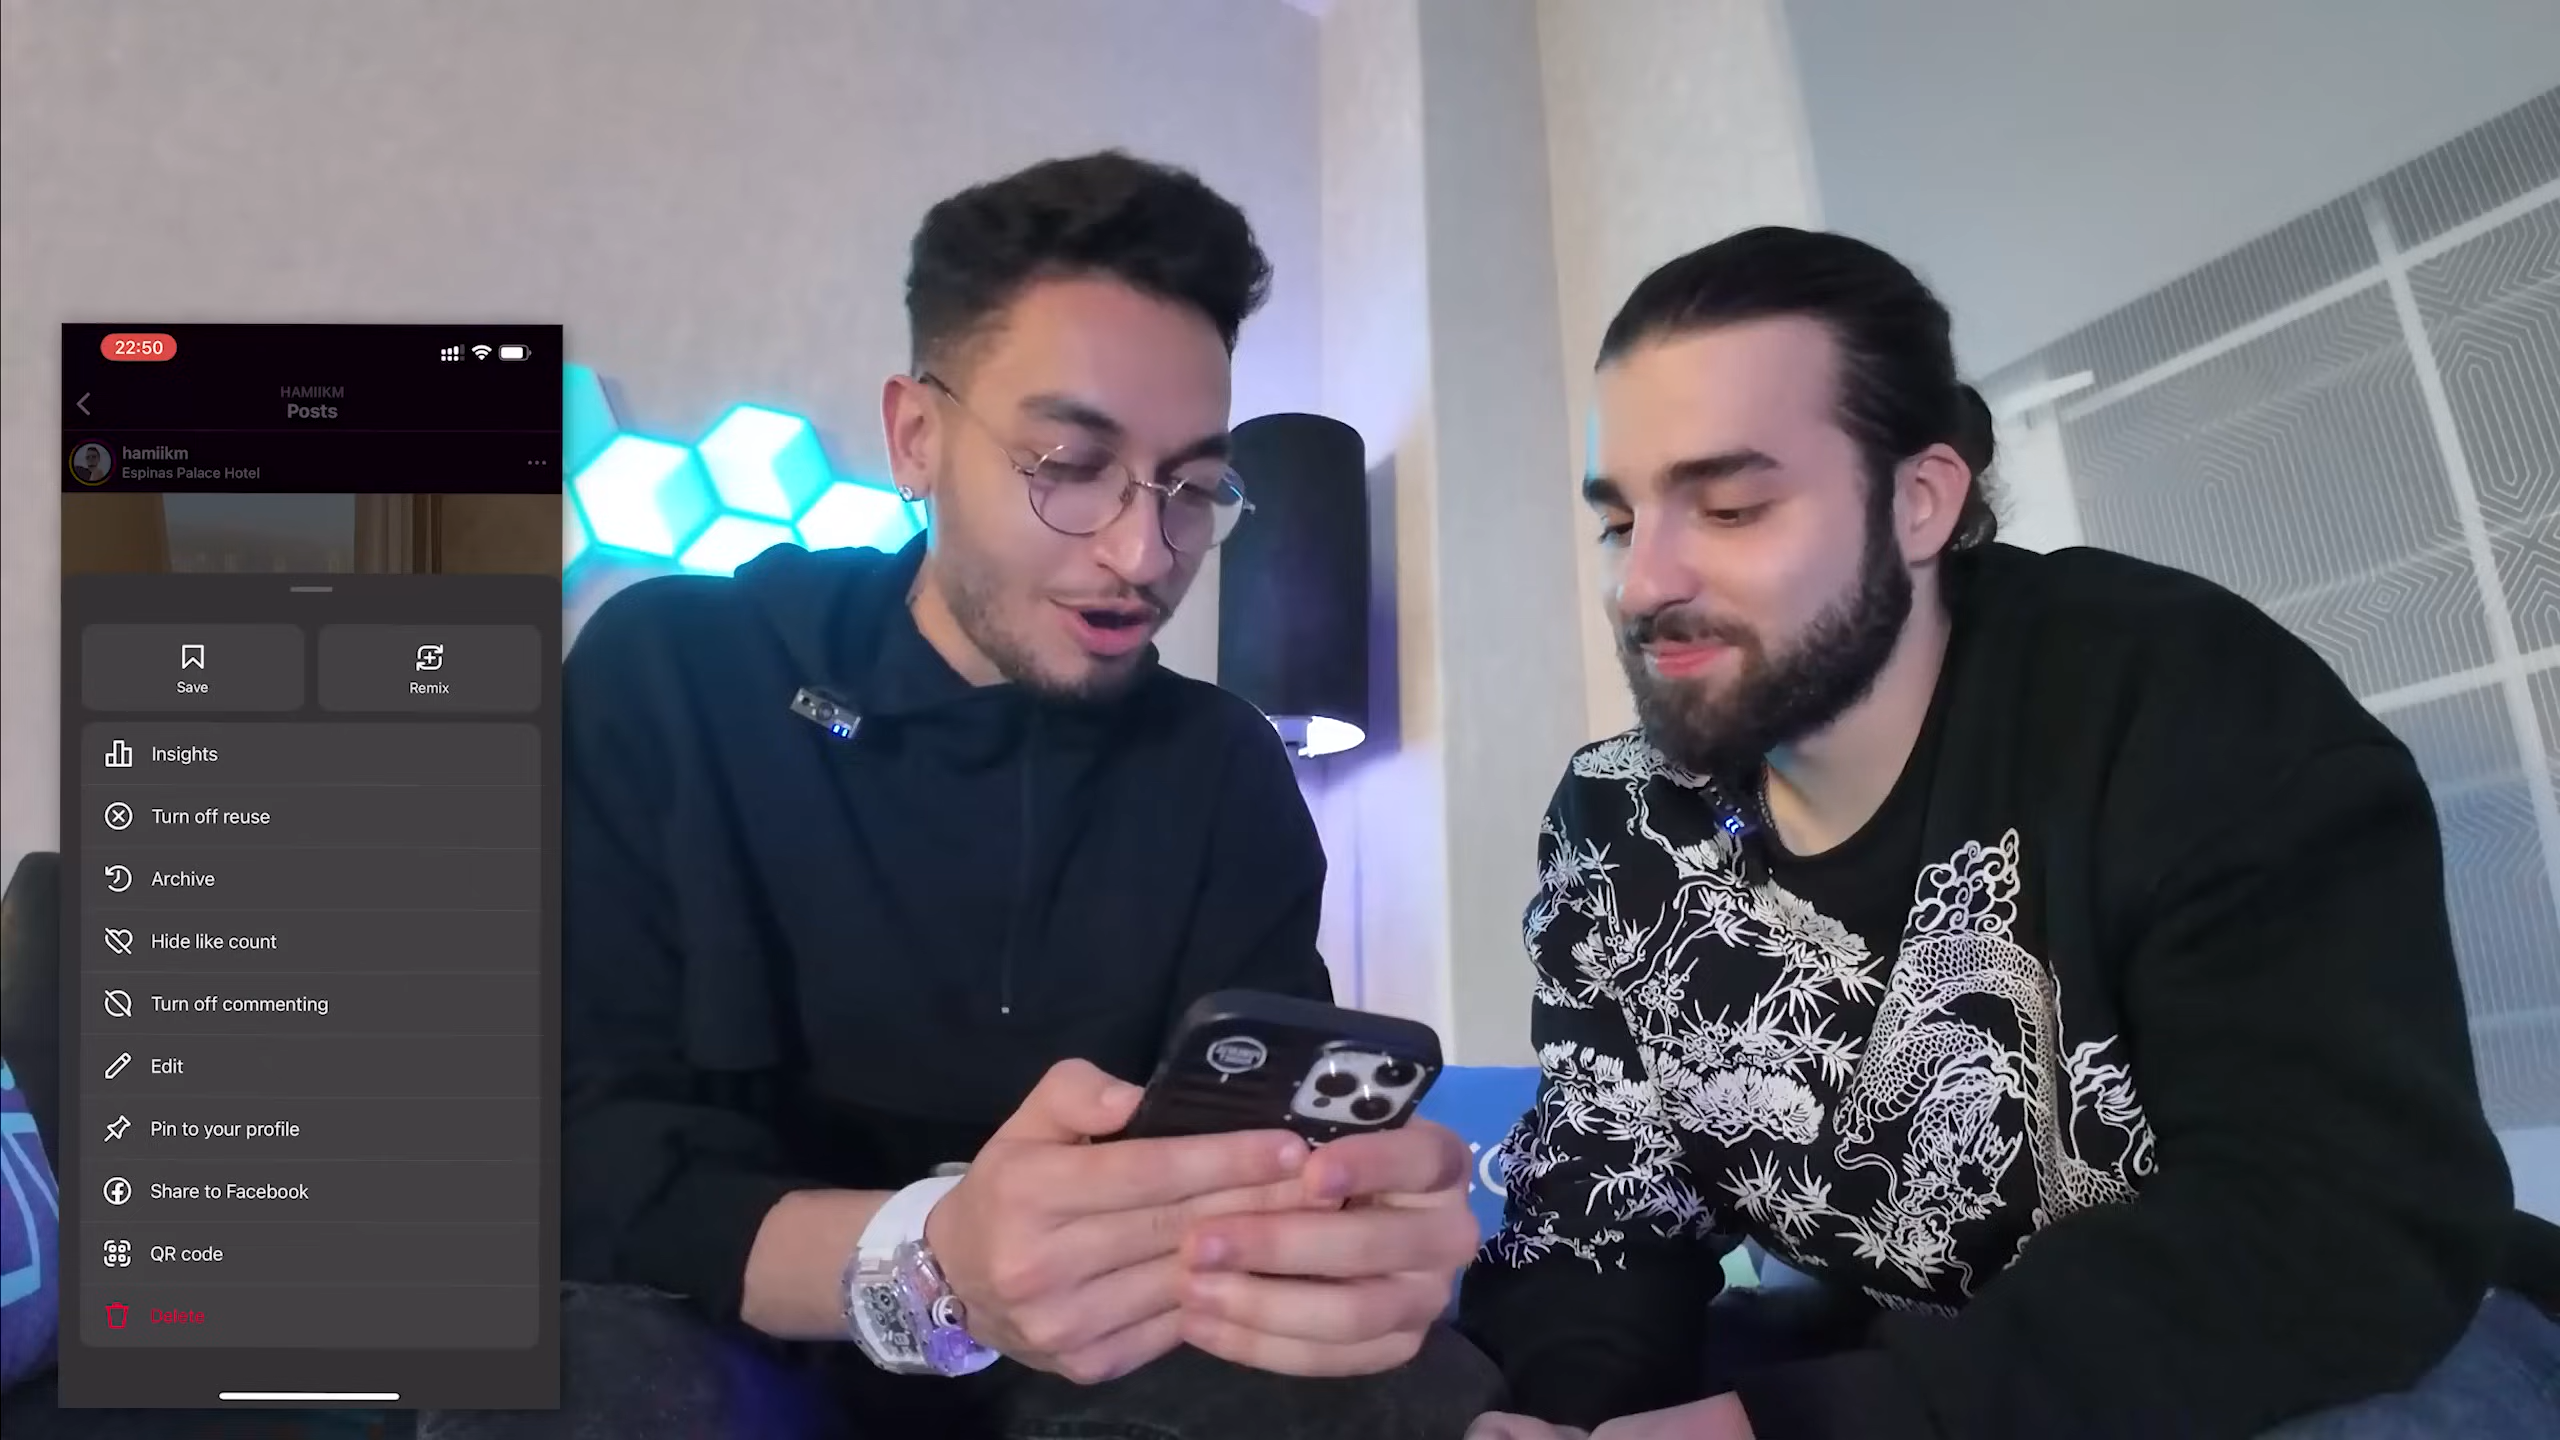 22:50
HAMIIKM
Posts
hamiikm
Espinas Palace Hotel
Save
Remix
Insights
Turn off reuse
Archive
Hide like count
Turn off commenting
Edit
Pin to your profile
Share to Facebook
QR code
Delete